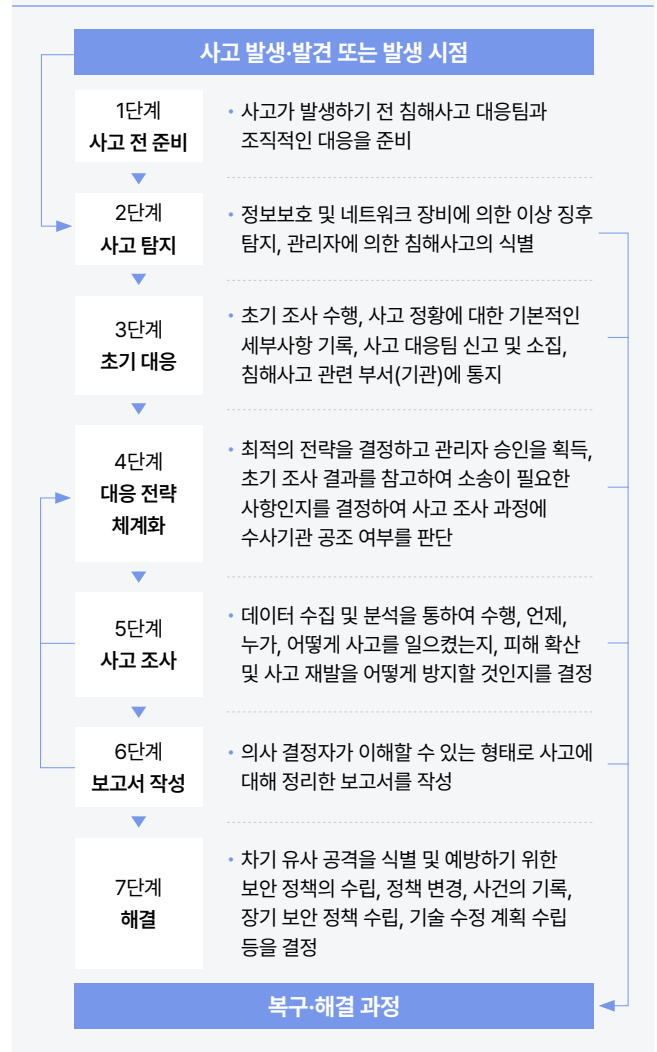 사고 발생·발견 또는 발생 시점
1단계
사고 전 준비
• 사고가 발생하기 전 침해사고 대응팀과
조직적인 대응을 준비
2단계
사고 탐지
• 정보보호 및 네트워크 장비에 의한 이상 징후
탐지, 관리자에 의한 침해사고의 식별
3단계
초기 대응
• 초기 조사 수행, 사고 정황에 대한 기본적인
세부사항 기록, 사고 대응팀 신고 및 소집,
침해사고 관련 부서(기관)에 통지
4단계
대응 전략
체계화
• 최적의 전략을 결정하고 관리자 승인을 획득,
초기 조사 결과를 참고하여 소송이 필요한
사항인지를 결정하여 사고 조사 과정에
수사기관 공조 여부를 판단
5단계
사고 조사
• 데이터 수집 및 분석을 통하여 수행, 언제,
누가, 어떻게 사고를 일으켰는지, 피해 확산
및 사고 재발을 어떻게 방지할 것인지를 결정
6단계
보고서 작성
• 의사 결정자가 이해할 수 있는 형태로 사고에
대해 정리한 보고서를 작성
7단계
해결
• 차기 유사 공격을 식별 및 예방하기 위한
보안 정책의 수립, 정책 변경, 사건의 기록,
장기 보안 정책 수립, 기술 수정 계획 수립
등을 결정
복구·해결 과정